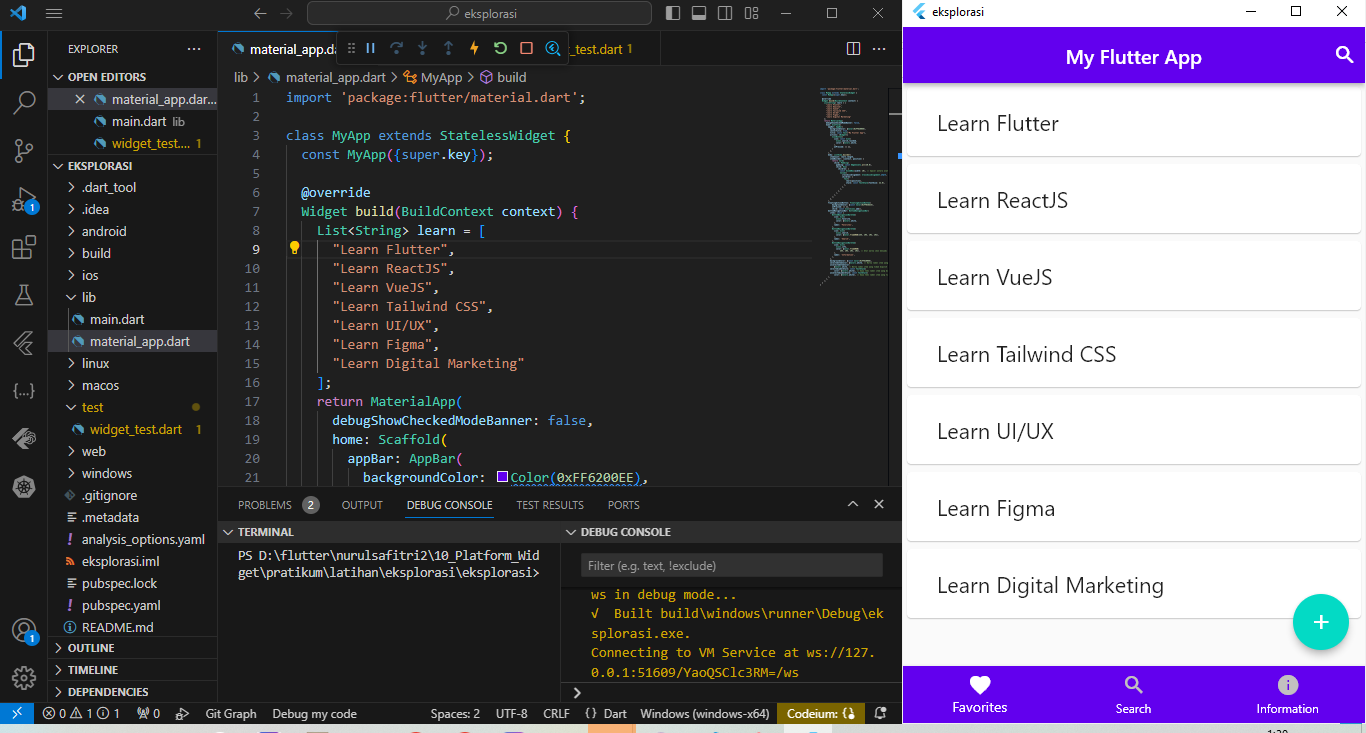 eksplorasi
EXPLORER
OPEN EDITORS
material_app.dar...
main.dart lib
widget_test.... 1
EKSPLORASI
.dart_tool
.idea
android
build
ios
lib
main.dart
material_app.dart
linux
macos
test
widget_test.dart 1
web
windows
.gitignore
.metadata
analysis_options.yaml
eksplorasi.iml
pubspec.lock
pubspec.yaml
README.md
OUTLINE
TIMELINE
DEPENDENCIES
1
1
material_app.da
_test.dart 1
lib > material_app.dart > MyApp > build
1 import 'package:flutter/material.dart';
2
3 class MyApp extends StatelessWidget {
4 const MyApp({super.key});
5
6 @override
7 Widget build(BuildContext context) {
8 List<String> learn = [
9 "Learn Flutter",
10 "Learn ReactJS",
11 "Learn VueJS",
12 "Learn Tailwind CSS",
13 "Learn UI/UX",
14 "Learn Figma",
15 "Learn Digital Marketing"
16 ];
17 return MaterialApp(
18 debugShowCheckedModeBanner: false,
19 home: Scaffold(
20 appBar: AppBar(
21 backgroundColor: Color(0xFF6200EE),
PROBLEMS 2 OUTPUT DEBUG CONSOLE TEST RESULTS PORTS
TERMINAL
PS D:\flutter\nurulsafitri2\10_Platform_Wid
get\pratikum\latihan\eksplorasi\eksplorasi>
DEBUG CONSOLE
Filter (e.g. text, !exclude)
ws in debug mode...
√ Built build\windows\runner\Debug\ek
splorasi.exe.
Connecting to VM Service at ws://127.
0.0.1:51609/YaoQSClc3RM=/ws
0 1 1 0 Git Graph Debug my code Spaces: 2 UTF-8 CRLF {} Dart Windows (windows-x64) Codeium: {}
eksplorasi
My Flutter App
Learn Flutter
Learn ReactJS
Learn VueJS
Learn Tailwind CSS
Learn UI/UX
Learn Figma
Learn Digital Marketing
+
Favorites
Search
Information